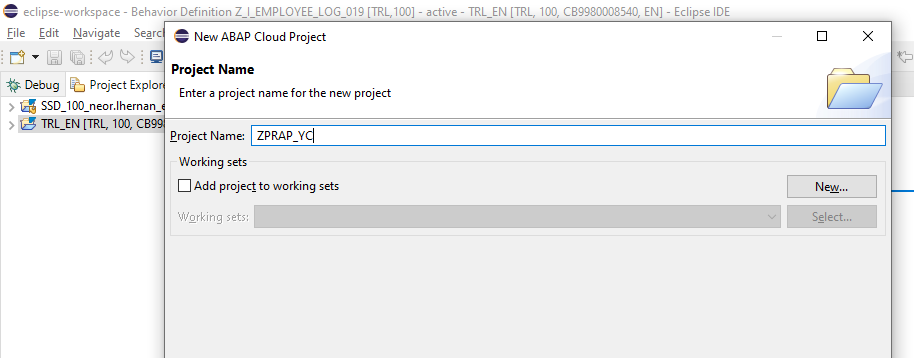 eclipse-workspace - Behavior Definition Z_I_EMPLOYEE_LOG_019 [TRL,100] - active - TRL_EN [TRL, 100, CB9980008540, EN] - Eclipse IDE
File Edit Navigate Searc
New ABAP Cloud Project
Project Name
Enter a project name for the new project
Debug Project Explore
SSD_100_neor.lhernan_e
TRL_EN [TRL, 100, CB998
Project Name: ZPRAP_YC
Working sets
Add project to working sets
New...
Working sets:
Select...